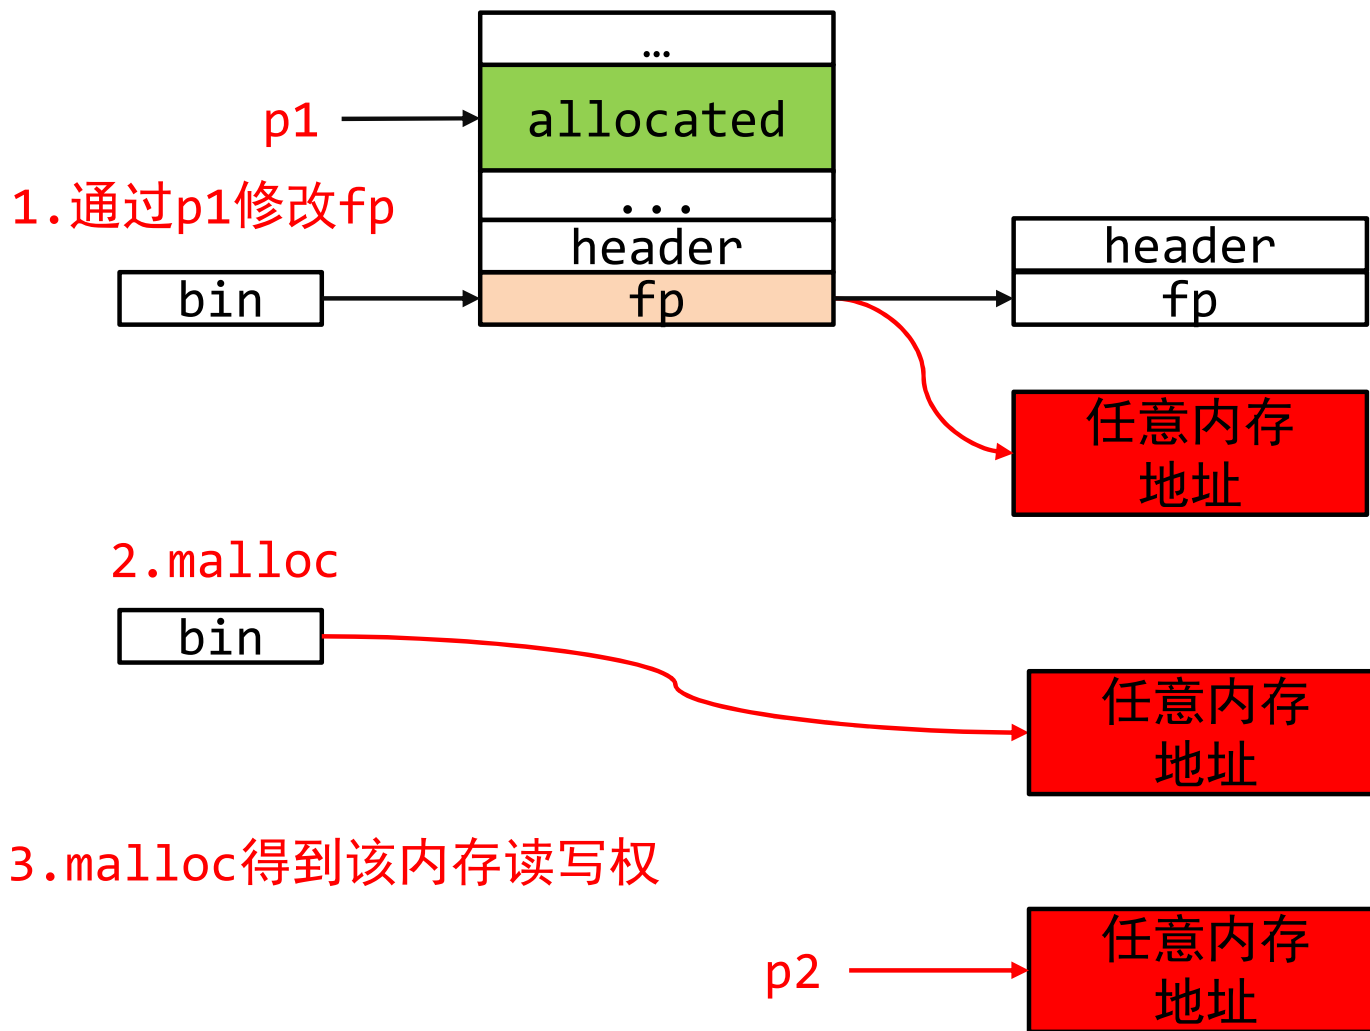 …
p1
allocated
1.通过p1修改fp
...
header
header
bin
fp
fp
任意内存
地址
2.malloc
bin
任意内存
地址
3.malloc得到该内存读写权
任意内存
p2
地址